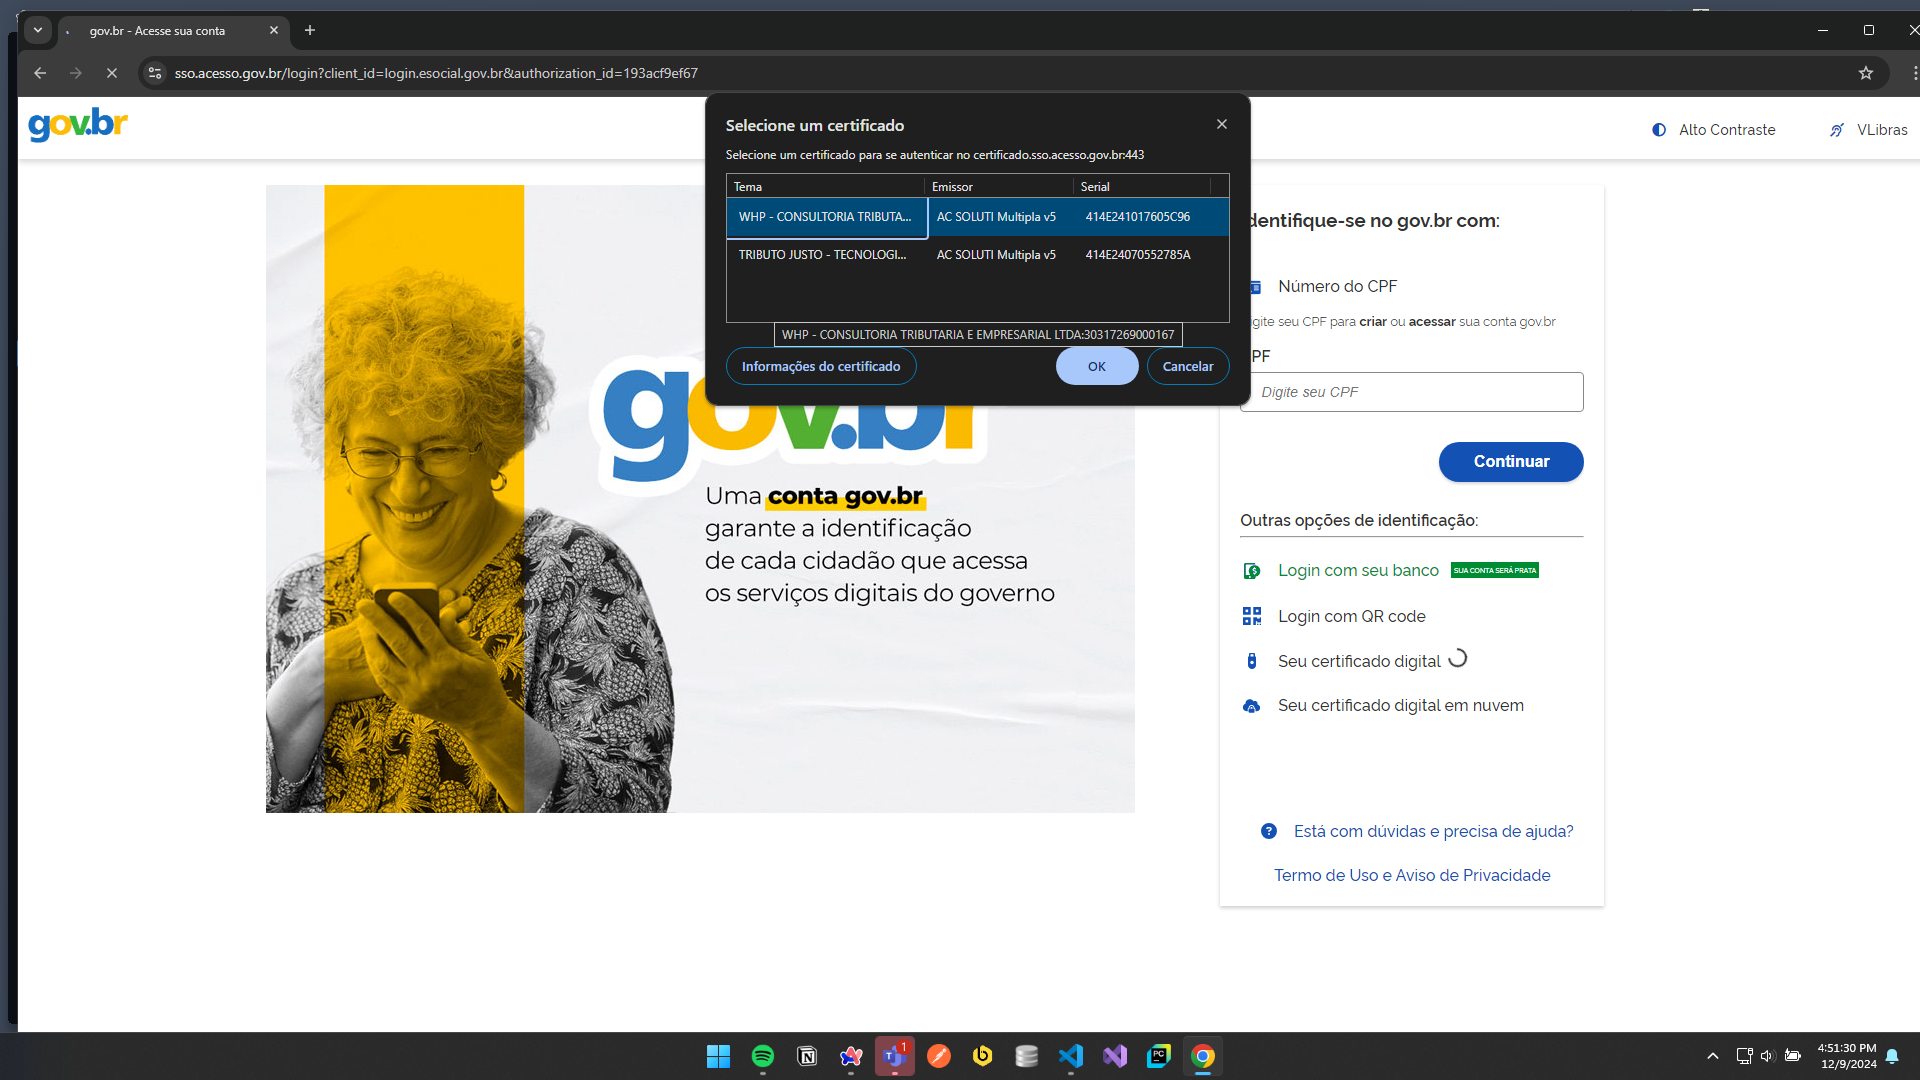 gov.br - Acesse sua conta
sso.acesso.gov.br/login?client_id=login.esocial.gov.br&authorization_id=193acf9ef67
gov.br
Alto Contraste
VLibras
Selecione um certificado
Selecione um certificado para se autenticar no certificado.sso.acesso.gov.br:443
Tema Emissor Serial
WHP - CONSULTORIA TRIBUTA... AC SOLUTI Multipla v5 414E241017605C96
TRIBUTO JUSTO - TECNOLOGI... AC SOLUTI Multipla v5 414E24070552785A
WHP - CONSULTORIA TRIBUTARIA E EMPRESARIAL LTDA:30317269000167
Informações do certificado
OK
Cancelar
gov.br
Uma conta gov.br
garante a identificação
de cada cidadão que acessa
os serviços digitais do governo
dentifique-se no gov.br com:
Número do CPF
gite seu CPF para criar ou acessar sua conta gov.br
PF
Digite seu CPF
Continuar
Outras opções de identificação:
Login com seu banco SUA CONTA SERÁ PRATA
Login com QR code
Seu certificado digital
Seu certificado digital em nuvem
Está com dúvidas e precisa de ajuda?
Termo de Uso e Aviso de Privacidade
1
4:51:30 PM
12/9/2024